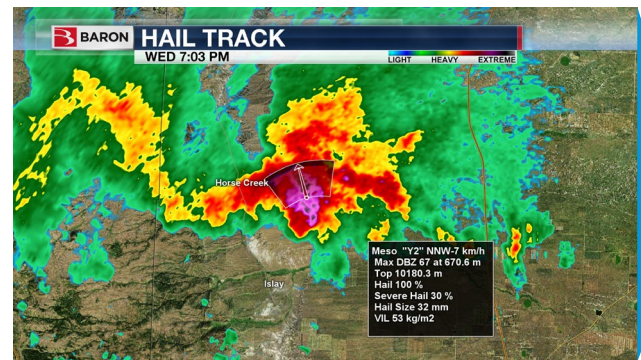 BARON HAIL TRACK
WED 7:03 PM
LIGHT HEAVY EXTREME
Horse Creek
Meso "Y2" NNW-7 km/h
Max DBZ 67 at 670.6 m
Top 10180.3 m
Hail 100 %
Severe Hail 30 %
Hail Size 32 mm
VIL 53 kg/m2
Islay